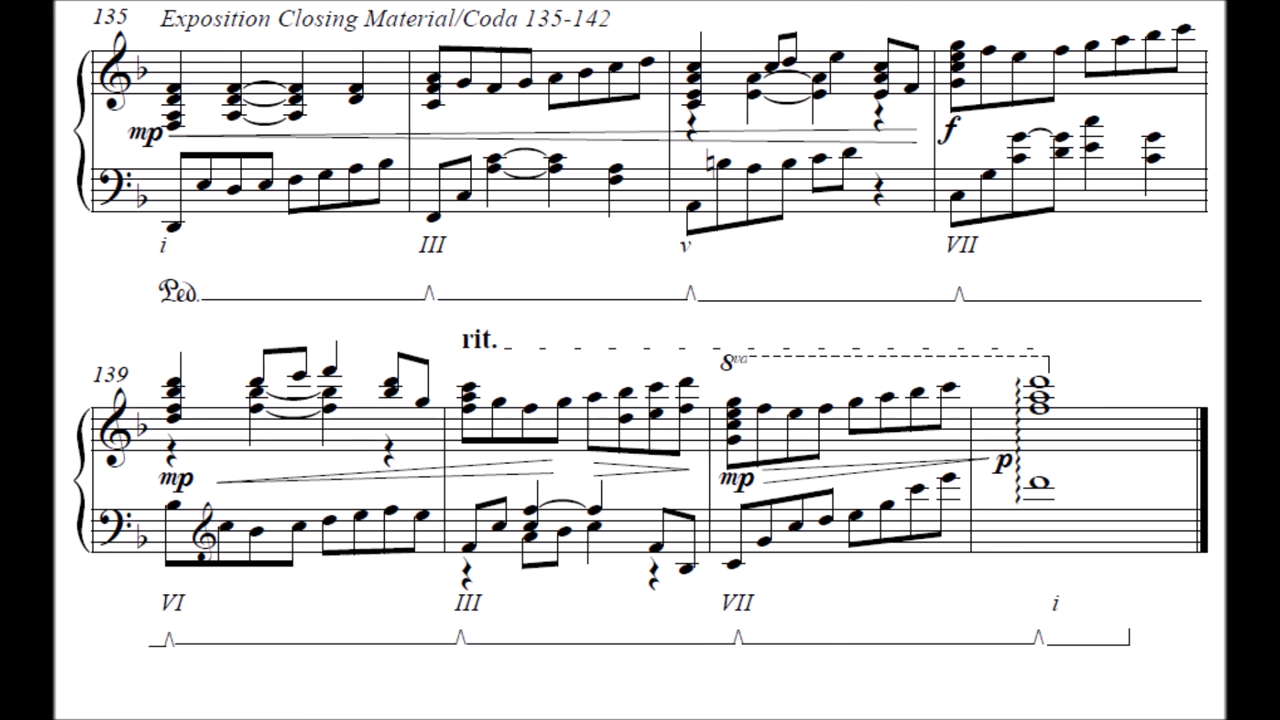 135 Exposition Closing Material/Coda 135-142
mp f
i III v VII
Ped.
rit.
139 8va
mp mp p
VI III VII i